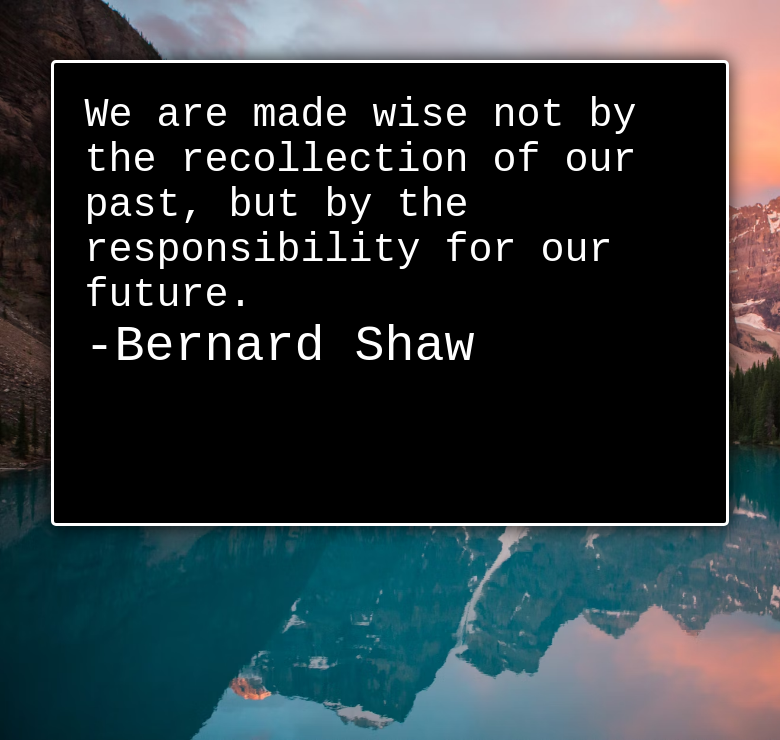 We are made wise not by
the recollection of our
past, but by the
responsibility for our
future.
-Bernard Shaw